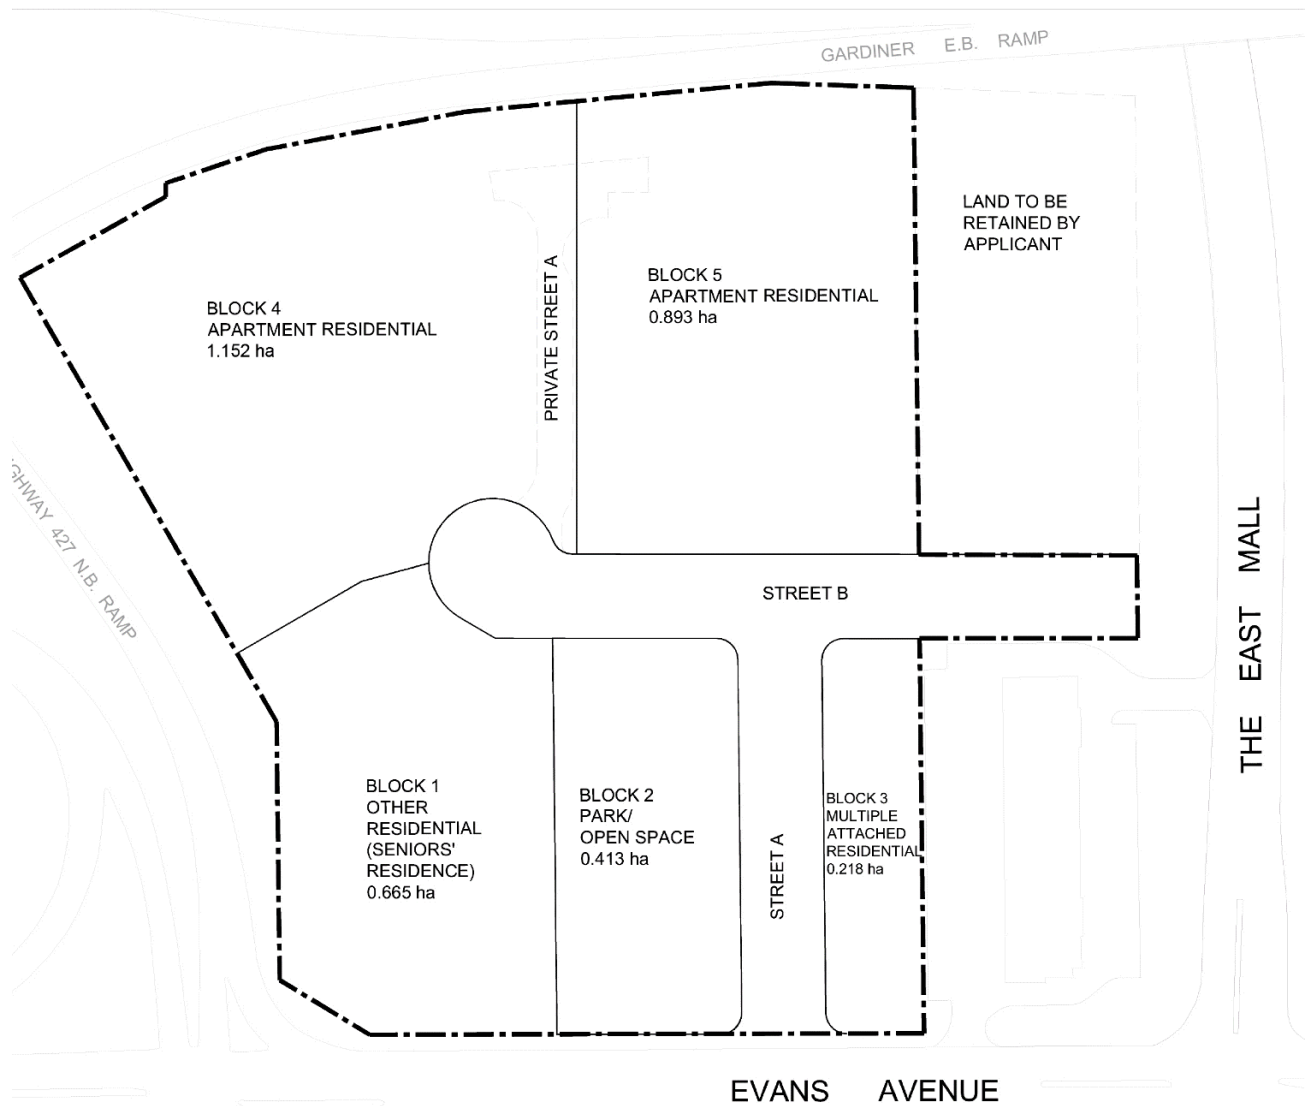 GARDINER E.B. RAMP
LAND TO BE
RETAINED BY
APPLICANT
BLOCK 5
APARTMENT RESIDENTIAL
0.893 ha
BLOCK 4
APARTMENT RESIDENTIAL
1.152 ha
PRIVATE STREET A
GHWAY 427 N.B. RAMP
STREET B
THE EAST MALL
BLOCK 1
OTHER
RESIDENTIAL
(SENIORS'
RESIDENCE)
0.665 ha
BLOCK 2
PARK/
OPEN SPACE
0.413 ha
STREET A
BLOCK 3
MULTIPLE
ATTACHED
RESIDENTIAL
0.218 ha
EVANS AVENUE